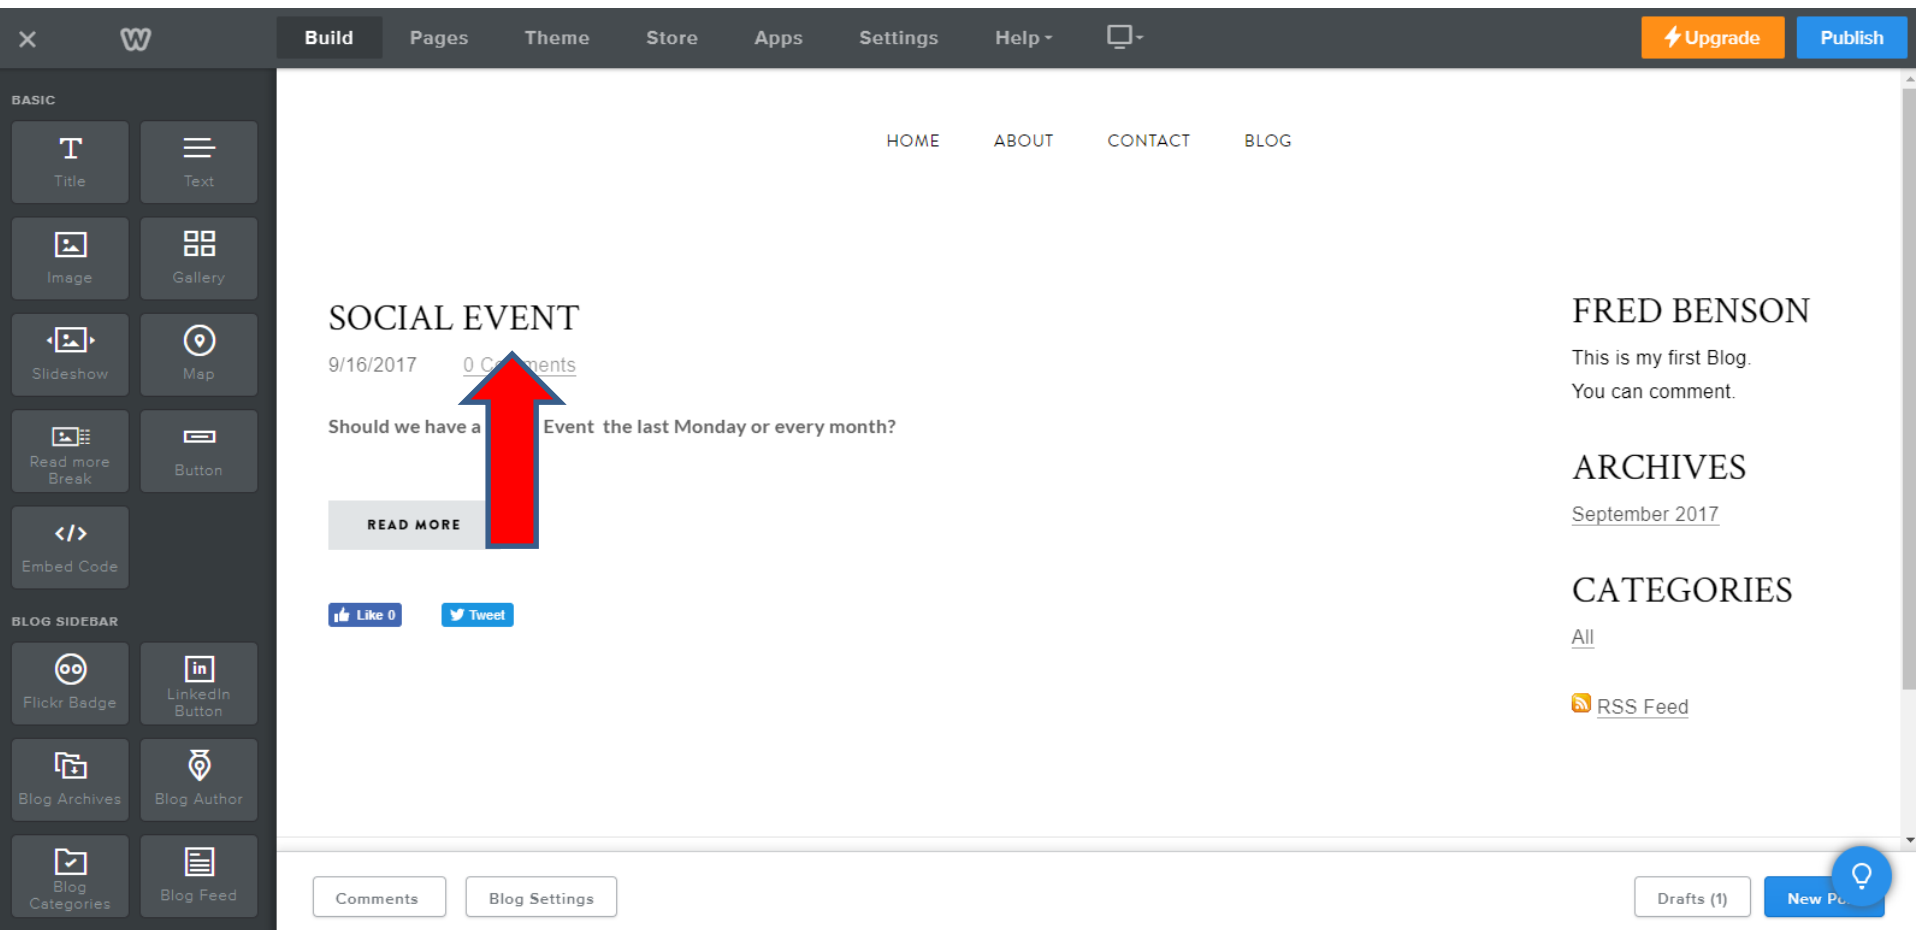 Build Pages Theme Store Apps Settings Help Upgrade Publish
BASIC
Title Text
Image Gallery
Slideshow Map
Read more Break Button
</> Embed Code
BLOG SIDEBAR
Flickr Badge
in LinkedIn Button
Blog Archives Blog Author
Blog Categories Blog Feed
HOME ABOUT CONTACT BLOG
SOCIAL EVENT
9/16/2017 0
Should we have a Event the last Monday or every month?
READ MORE
Like 0 Tweet
FRED BENSON
This is my first Blog.
You can comment.
ARCHIVES
September 2017
CATEGORIES
All
RSS Feed
Comments Blog Settings Drafts (1) New